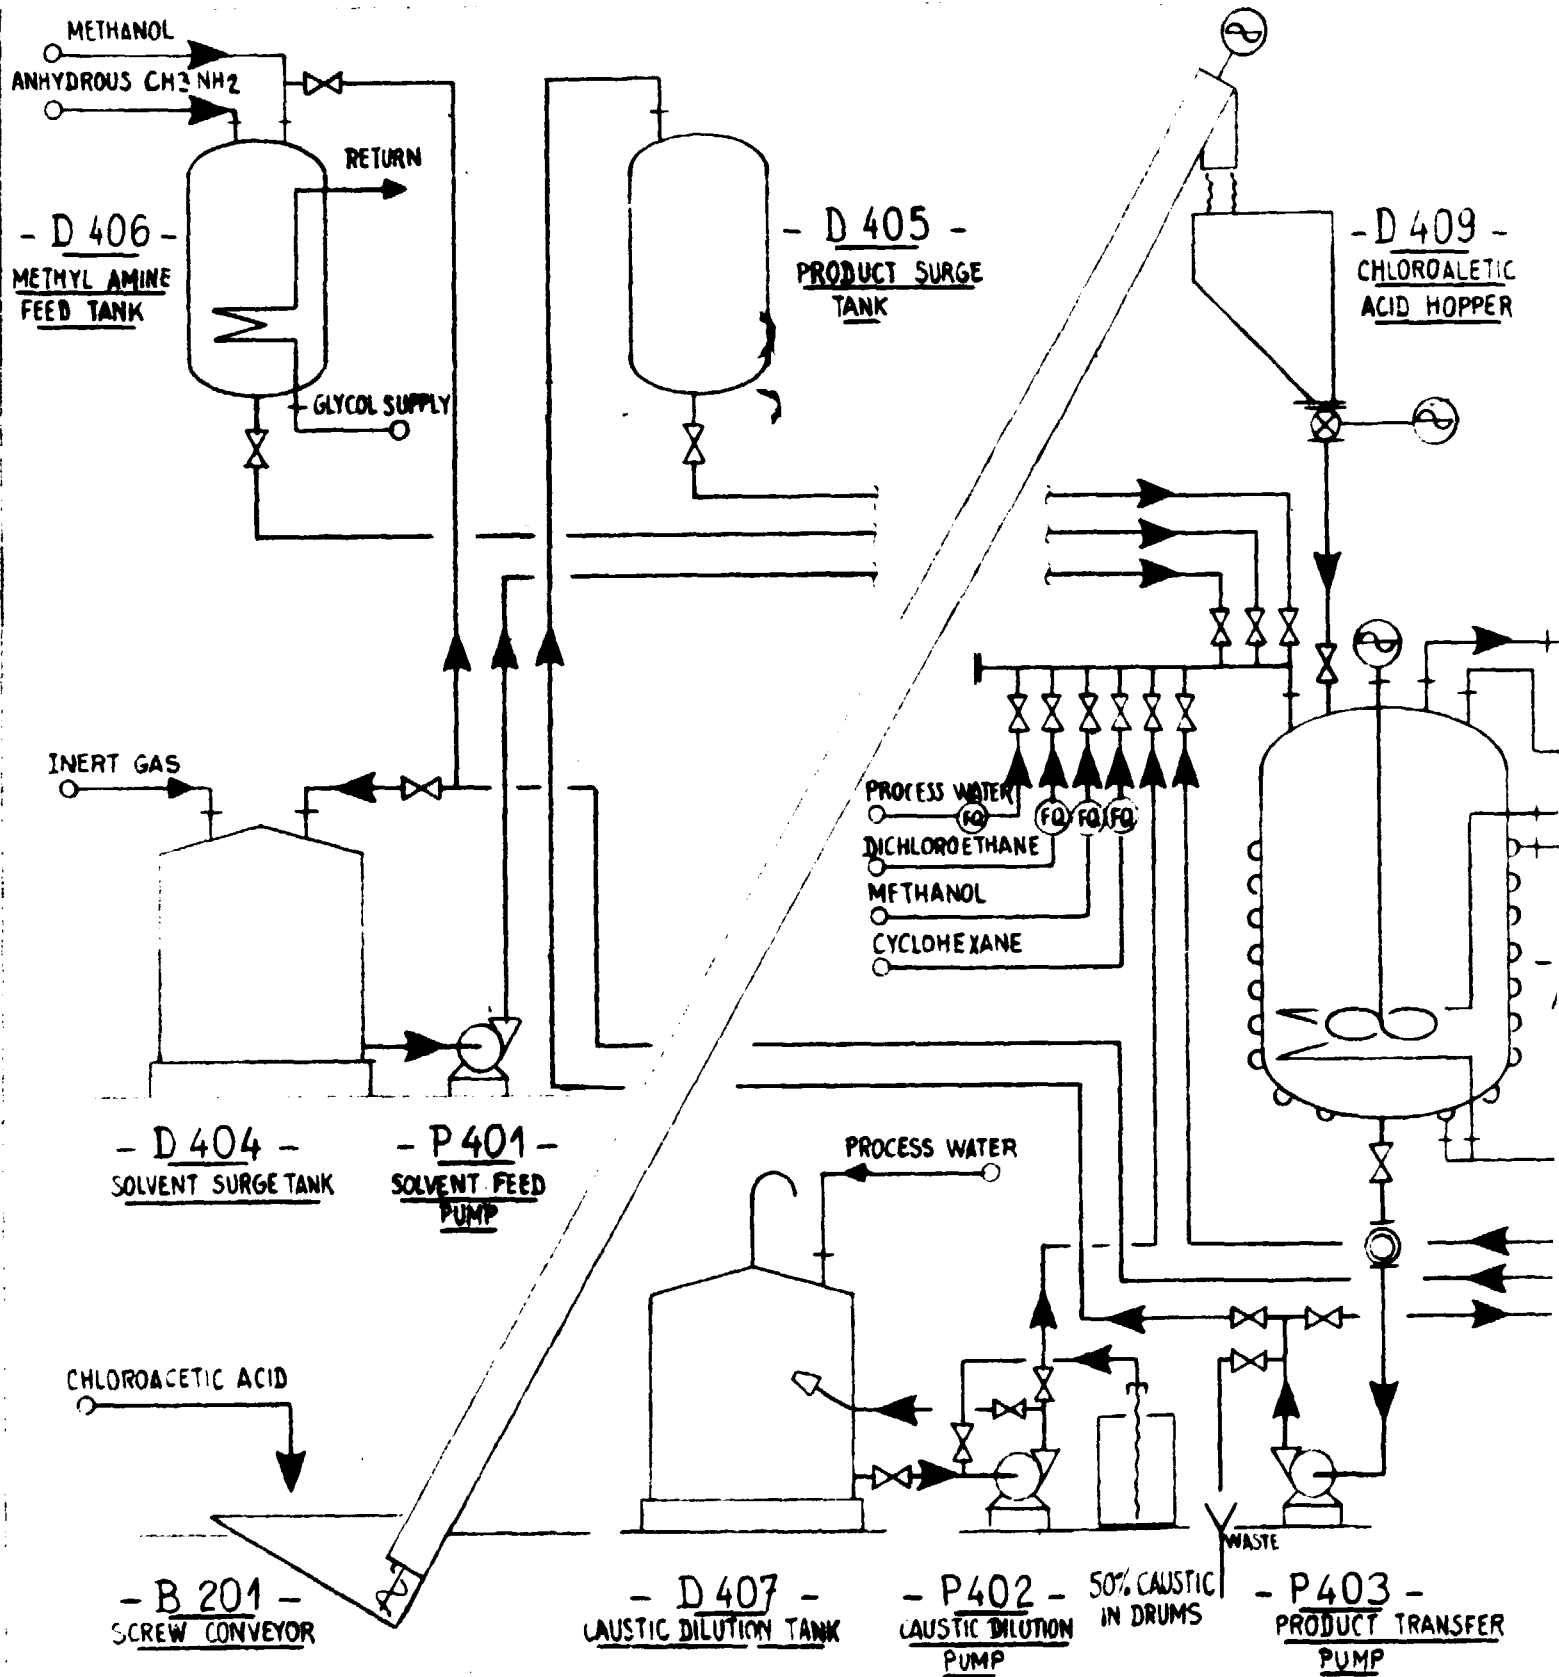 METHANOL
ANHYDROUS CH3 NH2
RETURN
- D 406 -
METHYL AMINE
FEED TANK
GLYCOL SUPPLY
- D 405 -
PRODUCT SURGE
TANK
- D 409 -
CHLOROALETIC
ACID HOPPER
INERT GAS
PROCESS WATER
FQ
FQ
FQ
FQ
DICHLOROETHANE
METHANOL
CYCLOHEXANE
- D 404 -
SOLVENT SURGE TANK
- P 401 -
SOLVENT FEED
PUMP
PROCESS WATER
CHLOROACETIC ACID
WASTE
- B 201 -
SCREW CONVEYOR
- D 407 -
CAUSTIC DILUTION TANK
- P402 -
CAUSTIC DILUTION
PUMP
50% CAUSTIC
IN DRUMS
- P403 -
PRODUCT TRANSFER
PUMP